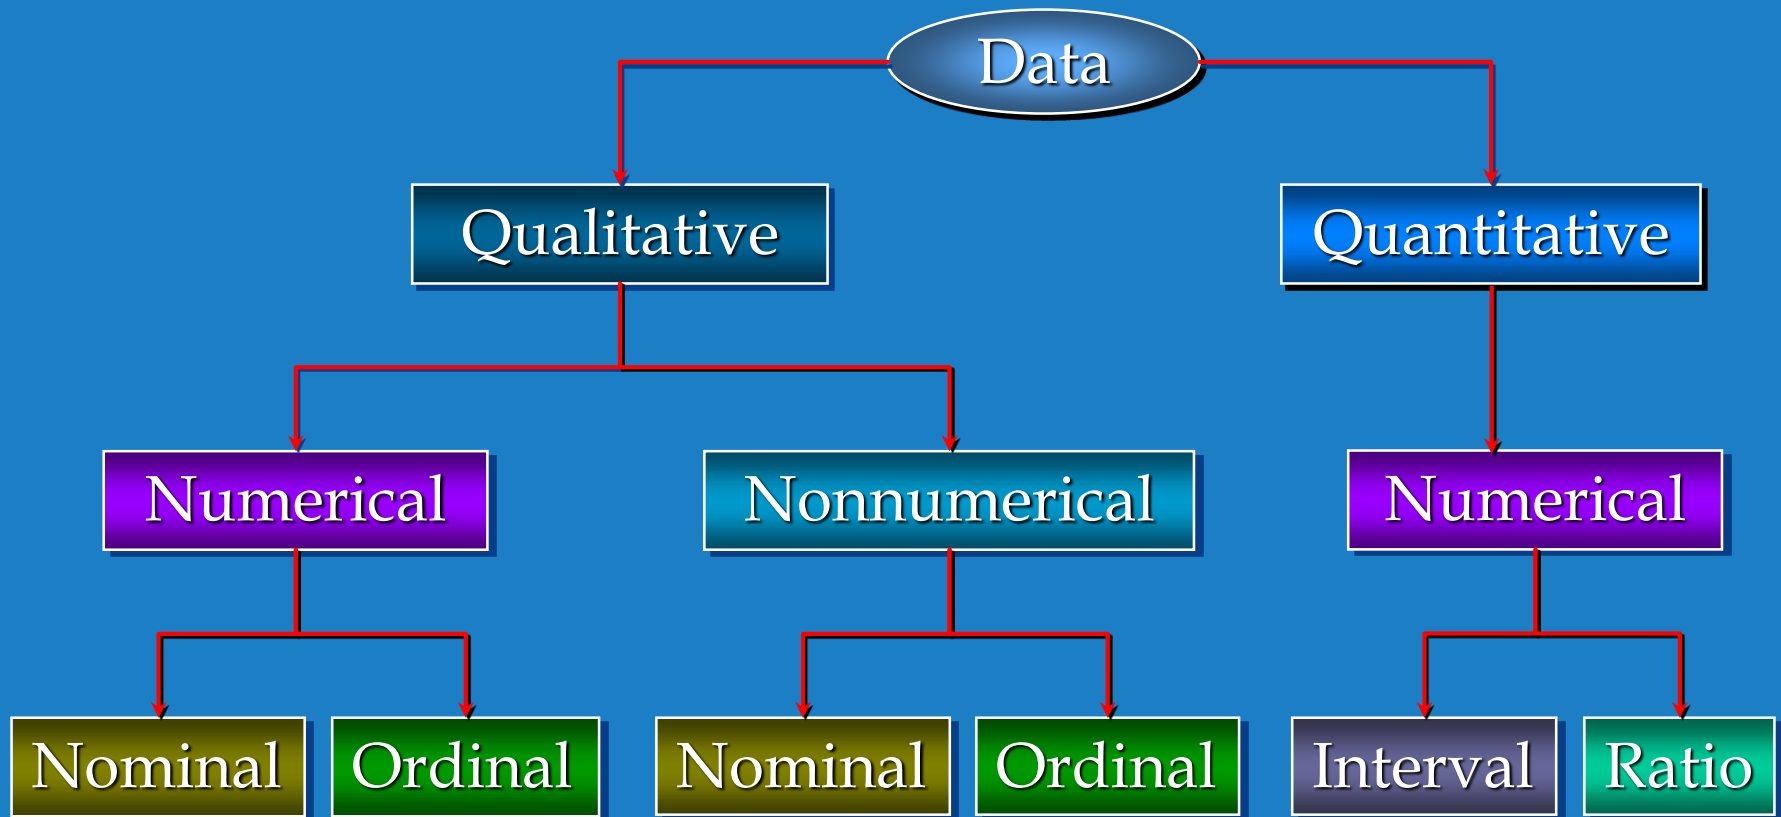 Data
Qualitative
Quantitative
Numerical
Nonnumerical
Numerical
Nominal
Ordinal
Nominal
Ordinal
Interval
Ratio